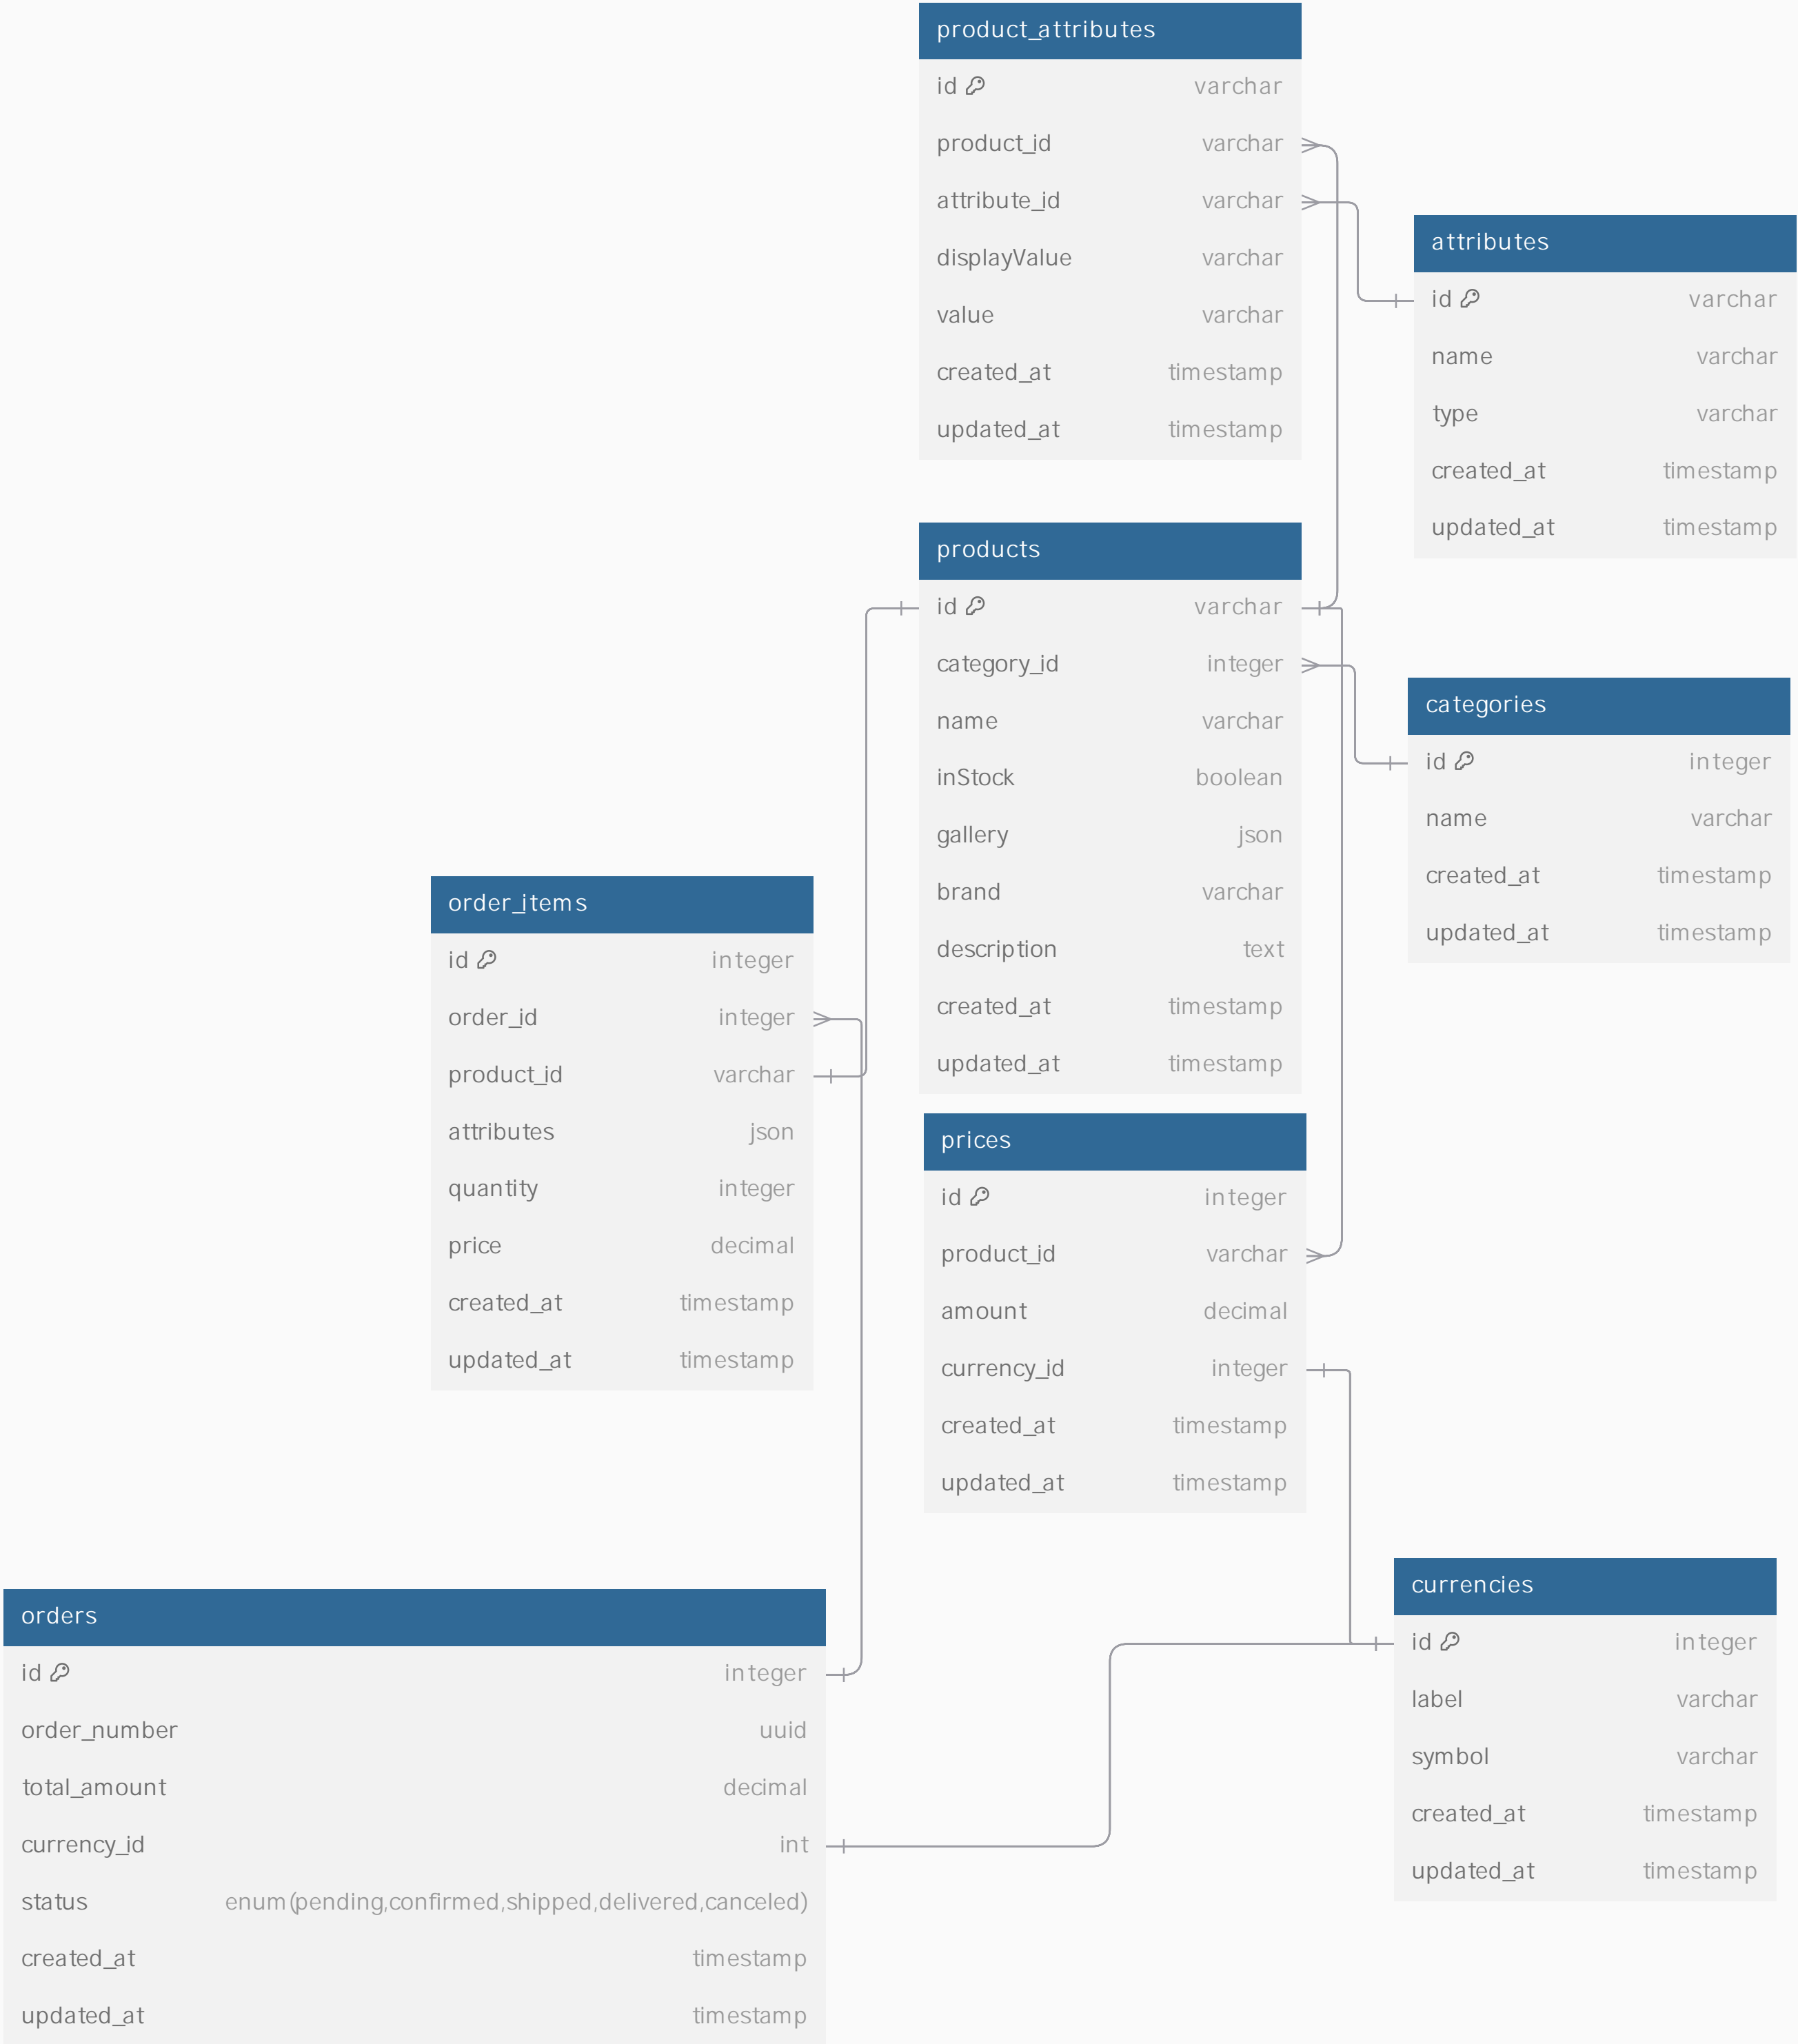 product_attributes
id varchar
product_id varchar
attribute_id varchar
displayValue varchar
value varchar
created_at timestamp
updated_at timestamp
attributes
id varchar
name varchar
type varchar
created_at timestamp
updated_at timestamp
products
id varchar
category_id integer
name varchar
inStock boolean
gallery json
brand varchar
description text
created_at timestamp
updated_at timestamp
categories
id integer
name varchar
created_at timestamp
updated_at timestamp
order_items
id integer
order_id integer
product_id varchar
attributes json
quantity integer
price decimal
created_at timestamp
updated_at timestamp
prices
id integer
product_id varchar
amount decimal
currency_id integer
created_at timestamp
updated_at timestamp
currencies
id integer
label varchar
symbol varchar
created_at timestamp
updated_at timestamp
orders
id integer
order_number uuid
total_amount decimal
currency_id int
status enum(pending,confirmed,shipped,delivered,canceled)
created_at timestamp
updated_at timestamp